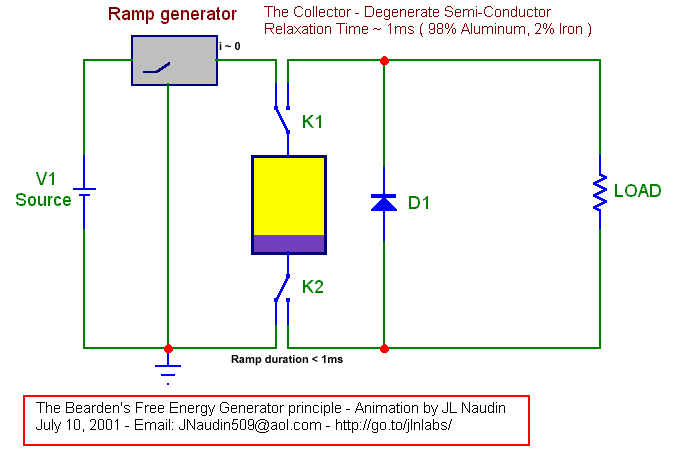 Ramp generator
The Collector - Degenerate Semi-Conductor
Relaxation Time ~ 1ms ( 98% Aluminum, 2% Iron )
i ~ 0
K1
V1
Source
D1
LOAD
K2
Ramp duration < 1ms
The Bearden's Free Energy Generator principle - Animation by JL Naudin
July 10, 2001 - Email: JNaudin509@aol.com - http://go.to/jlnlabs/